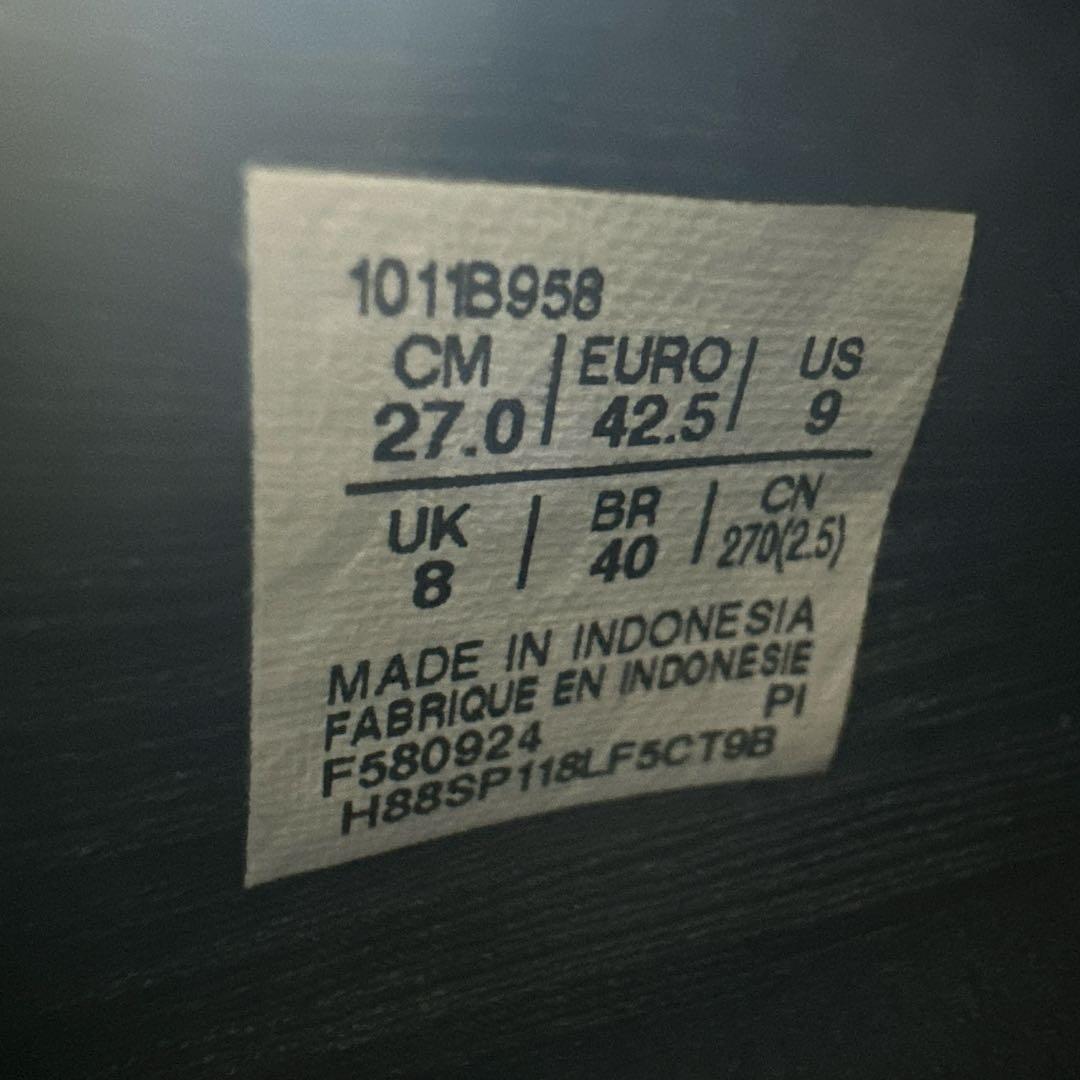 1011B958
CM | EURO | US
27.0 | 42.5 | 9
UK | BR | CN
8 | 40 | 270(2.5)
MADE IN INDONESIA
FABRIQUE EN INDONESIE
F580924 PI
H88SP118LF5CT9B